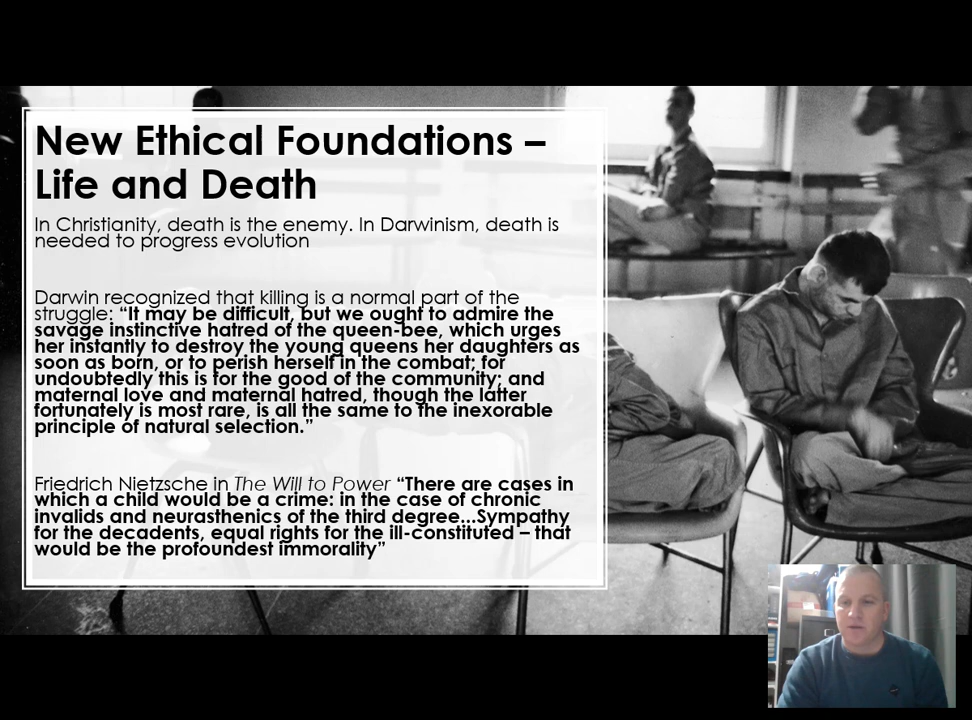 New Ethical Foundations –
Life and Death
In Christianity, death is the enemy. In Darwinism, death is
needed to progress evolution
Darwin recognized that killing is a normal part of the
struggle: “It may be difficult, but we ought to admire the
savage instinctive hatred of the queen-bee, which urges
her instantly to destroy the young queens her daughters as
soon as born, or to perish herself in the combat; for
undoubtedly this is for the good of the community; and
maternal love and maternal hatred, though the latter
fortunately is most rare, is all the same to the inexorable
principle of natural selection.”
Friedrich Nietzsche in The Will to Power “There are cases in
which a child would be a crime: in the case of chronic
invalids and neurasthenics of the third degree...Sympathy
for the decadents, equal rights for the ill-constituted – that
would be the profoundest immorality”